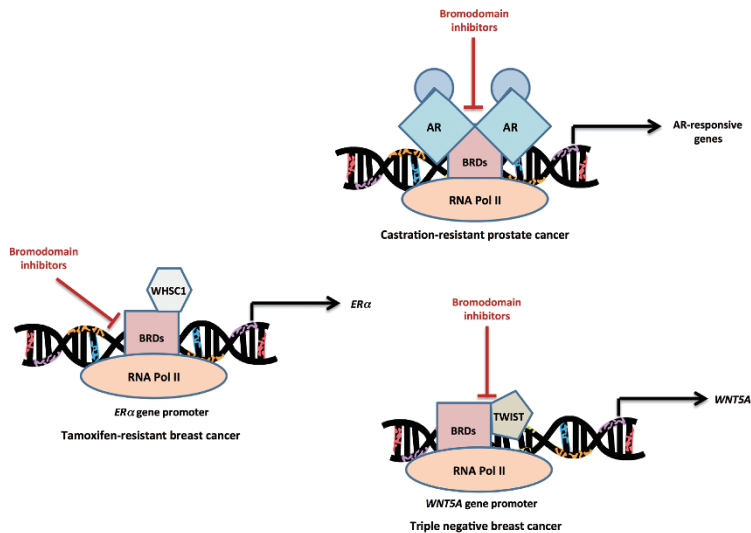 Bromodomain
inhibitors
AR
AR
BRDs
RNA Pol II
AR-responsive
genes
Castration-resistant prostate cancer
Bromodomain
inhibitors
WHSC1
BRDs
RNA Pol II
ERα
ERα gene promoter
Tamoxifen-resistant breast cancer
Bromodomain
inhibitors
BRDs
TWIST
RNA Pol II
WNT5A
WNT5A gene promoter
Triple negative breast cancer